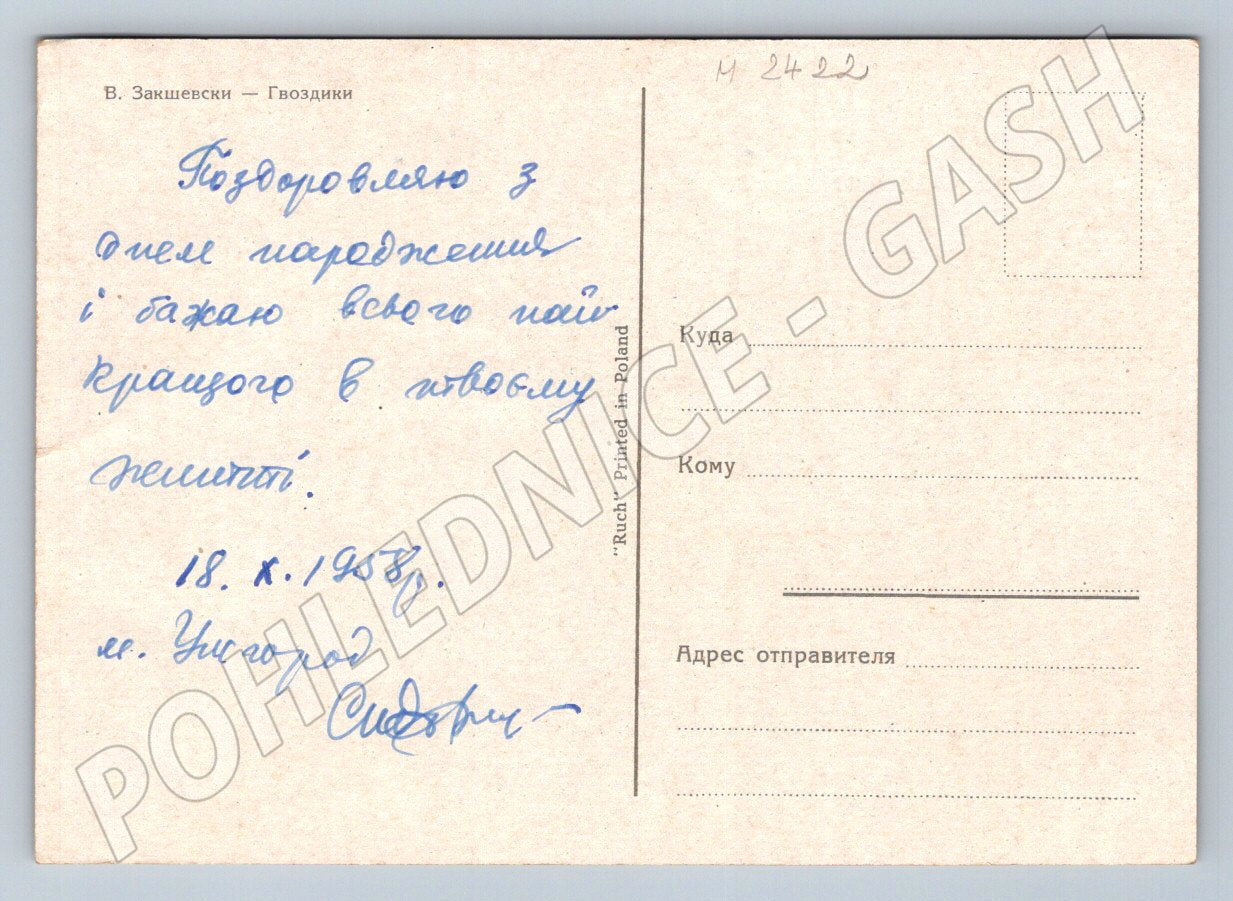 В. Закшевски — Гвоздики
Поздоровляю з
днем народження
і бажаю всього най-
кращого в твоєму
житті.
18. X. 1958р.
м. Ужгород
"Ruch" Printed in Poland
М 2422
Куда
Кому
Адрес отправителя
POHLEDNICE - GASH